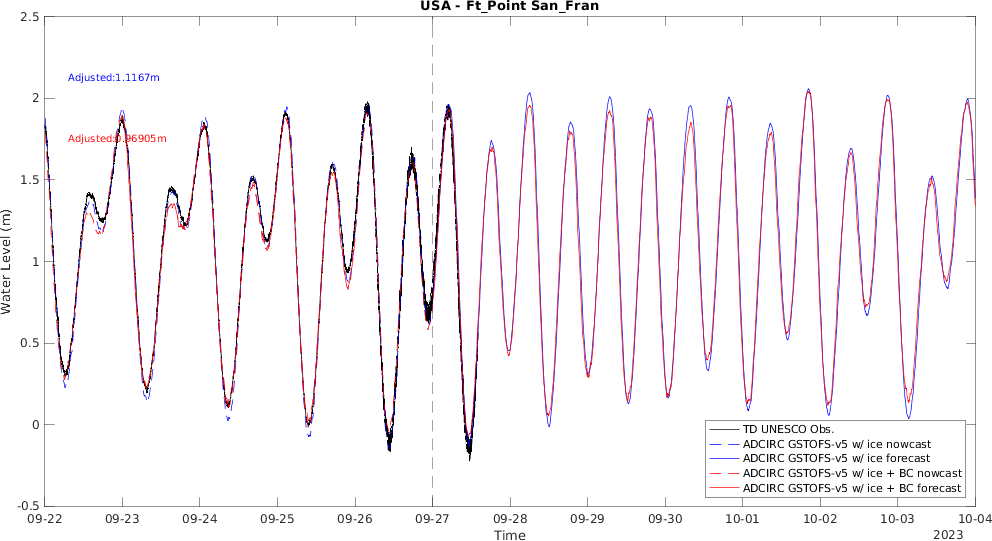 USA - Ft_Point San_Fran
2.5
2
1.5
1
0.5
0
-0.5
Water Level (m)
Adjusted:1.1167m
Adjusted:0.96905m
TD UNESCO Obs.
ADCIRC GSTOFS-v5 w/ ice nowcast
ADCIRC GSTOFS-v5 w/ ice forecast
ADCIRC GSTOFS-v5 w/ ice + BC nowcast
ADCIRC GSTOFS-v5 w/ ice + BC forecast
09-22 09-23 09-24 09-25 09-26 09-27 09-28 09-29 09-30 10-01 10-02 10-03 10-04
Time
2023